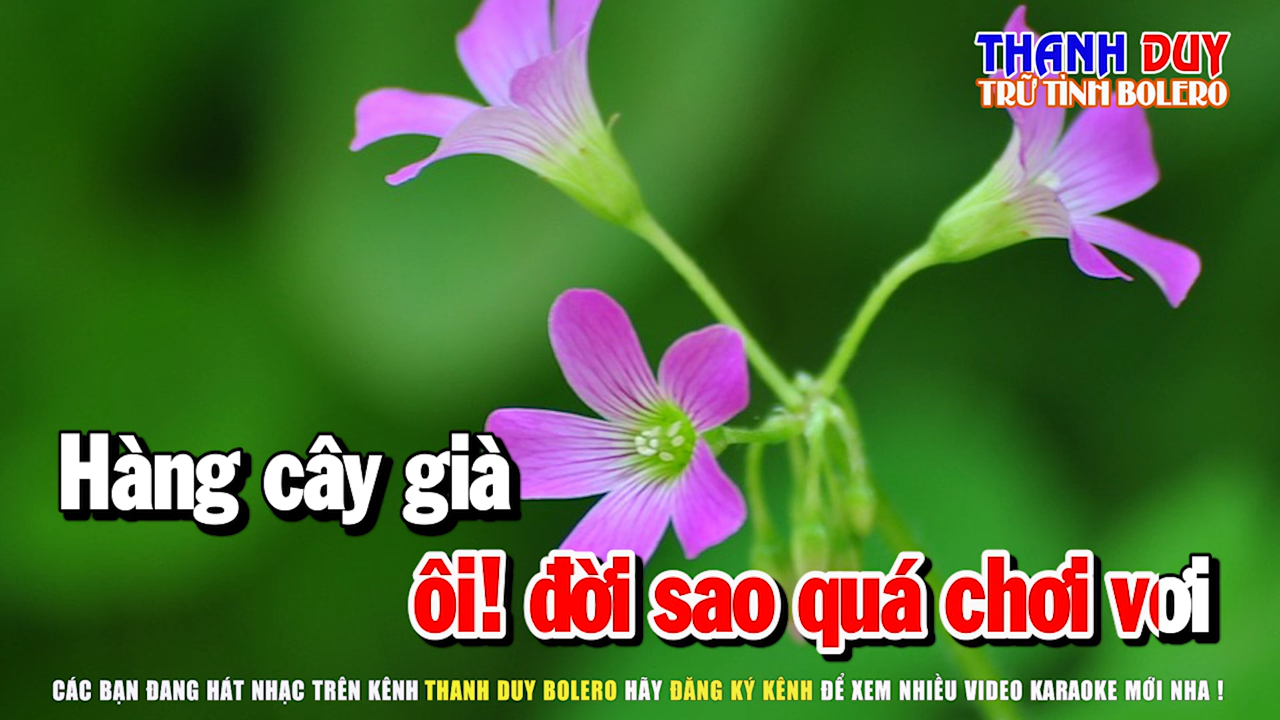 THANH DUY
TRỮ TÌNH BOLERO
Hàng cây già
ôi! đời sao quá chơi vơi
CÁC BẠN ĐANG HÁT NHẠC TRÊN KÊNH THANH DUY BOLERO HÃY ĐĂNG KÝ KÊNH ĐỂ XEM NHIỀU VIDEO KARAOKE MỚI NHA !